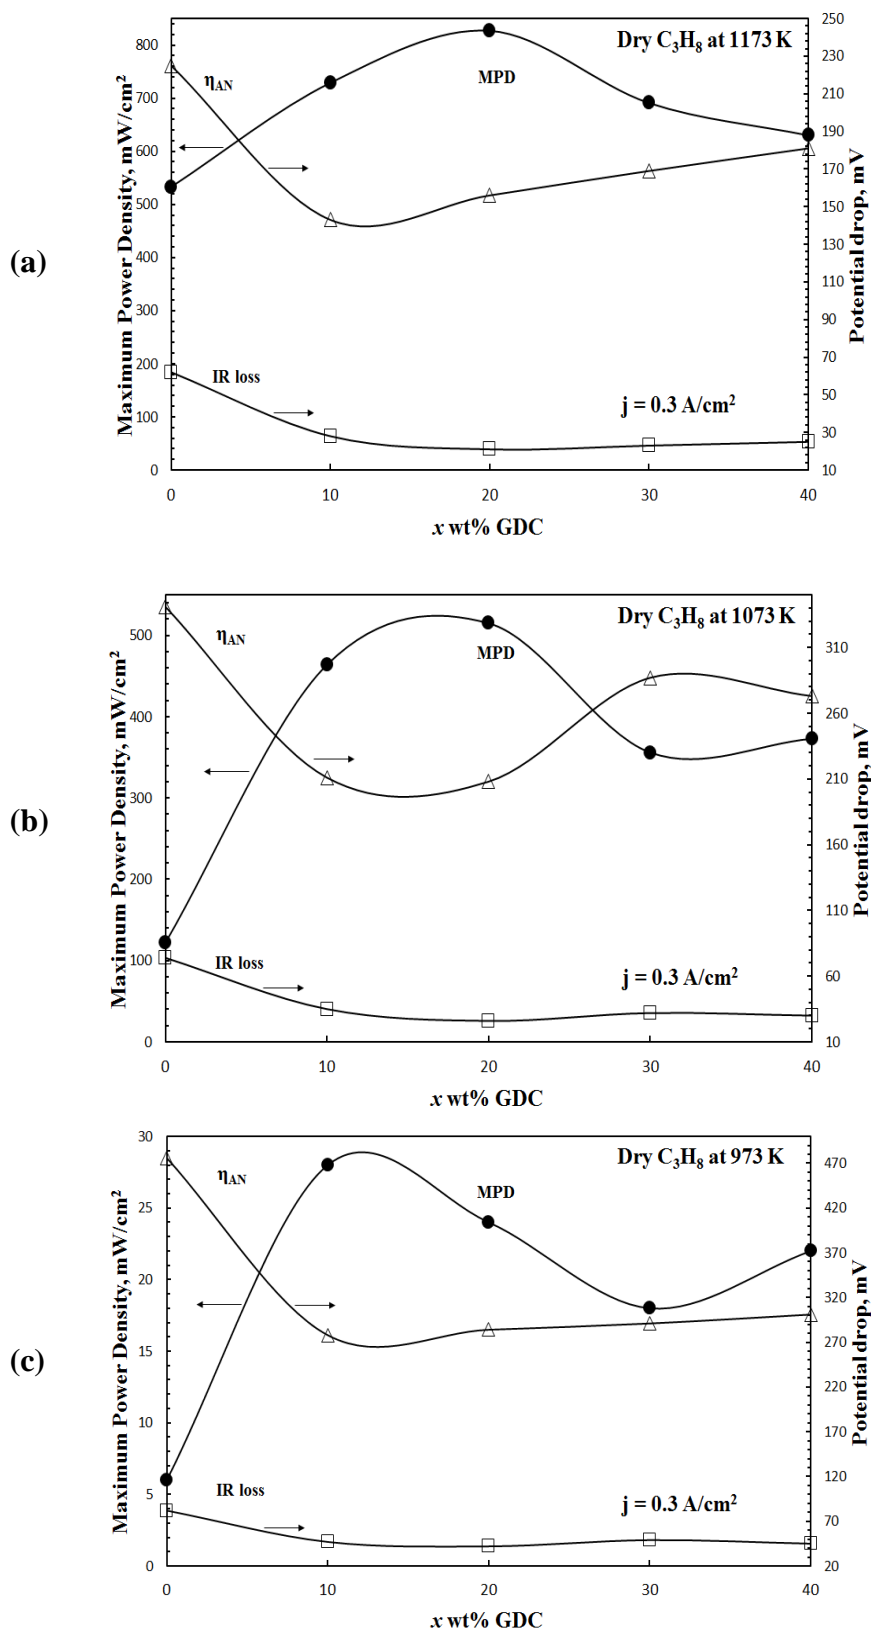 (a)
Maximum Power Density, mW/cm²
800
700
600
500
400
300
200
100
0
Dry C₃H₈ at 1173 K
η_AN
MPD
IR loss
j = 0.3 A/cm²
250
230
210
190
170
150
130
110
90
70
50
30
10
Potential drop, mV
0 10 20 30 40
x wt% GDC
(b)
Maximum Power Density, mW/cm²
500
400
300
200
100
0
Dry C₃H₈ at 1073 K
η_AN
MPD
IR loss
j = 0.3 A/cm²
310
260
210
160
110
60
10
Potential drop, mV
0 10 20 30 40
x wt% GDC
(c)
Maximum Power Density, mW/cm²
30
25
20
15
10
5
0
Dry C₃H₈ at 973 K
η_AN
MPD
IR loss
j = 0.3 A/cm²
470
420
370
320
270
220
170
120
70
20
Potential drop, mV
0 10 20 30 40
x wt% GDC